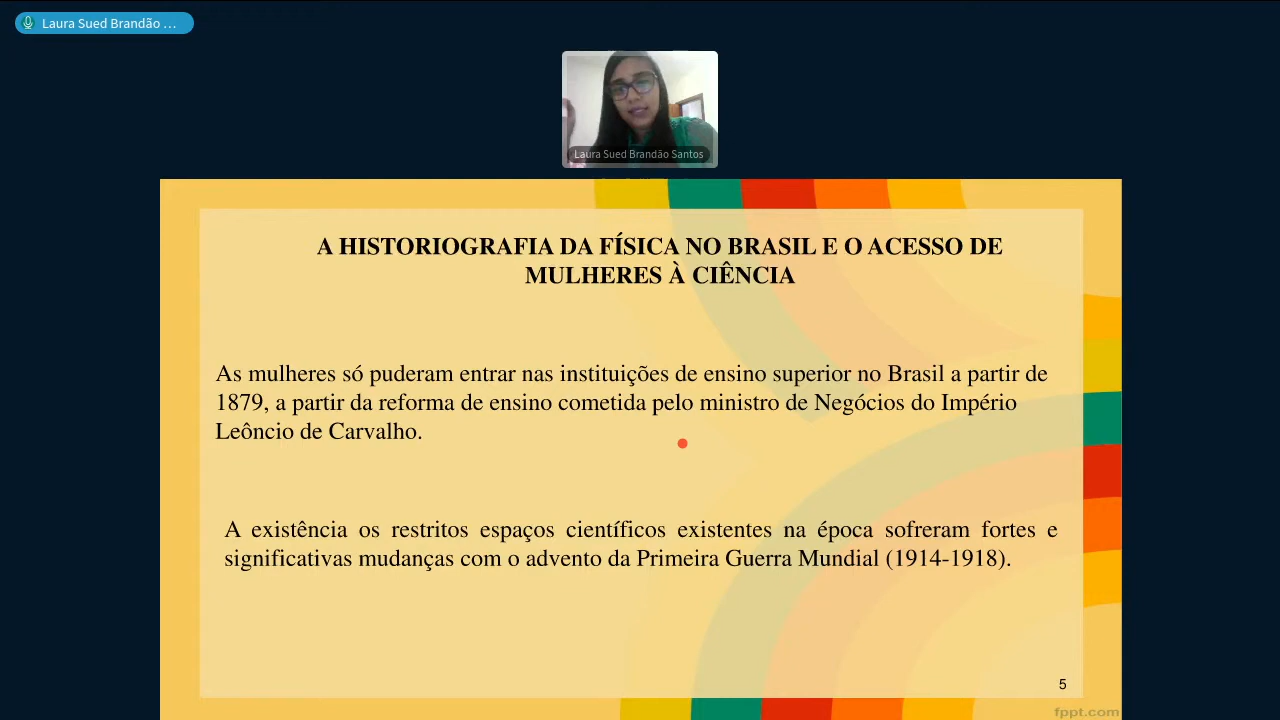 Laura Sued Brandão ...
Laura Sued Brandão Santos
A HISTORIOGRAFIA DA FÍSICA NO BRASIL E O ACESSO DE
MULHERES À CIÊNCIA
As mulheres só puderam entrar nas instituições de ensino superior no Brasil a partir de
1879, a partir da reforma de ensino cometida pelo ministro de Negócios do Império
Leôncio de Carvalho.
A existência os restritos espaços científicos existentes na época sofreram fortes e
significativas mudanças com o advento da Primeira Guerra Mundial (1914-1918).
5
fppt.com